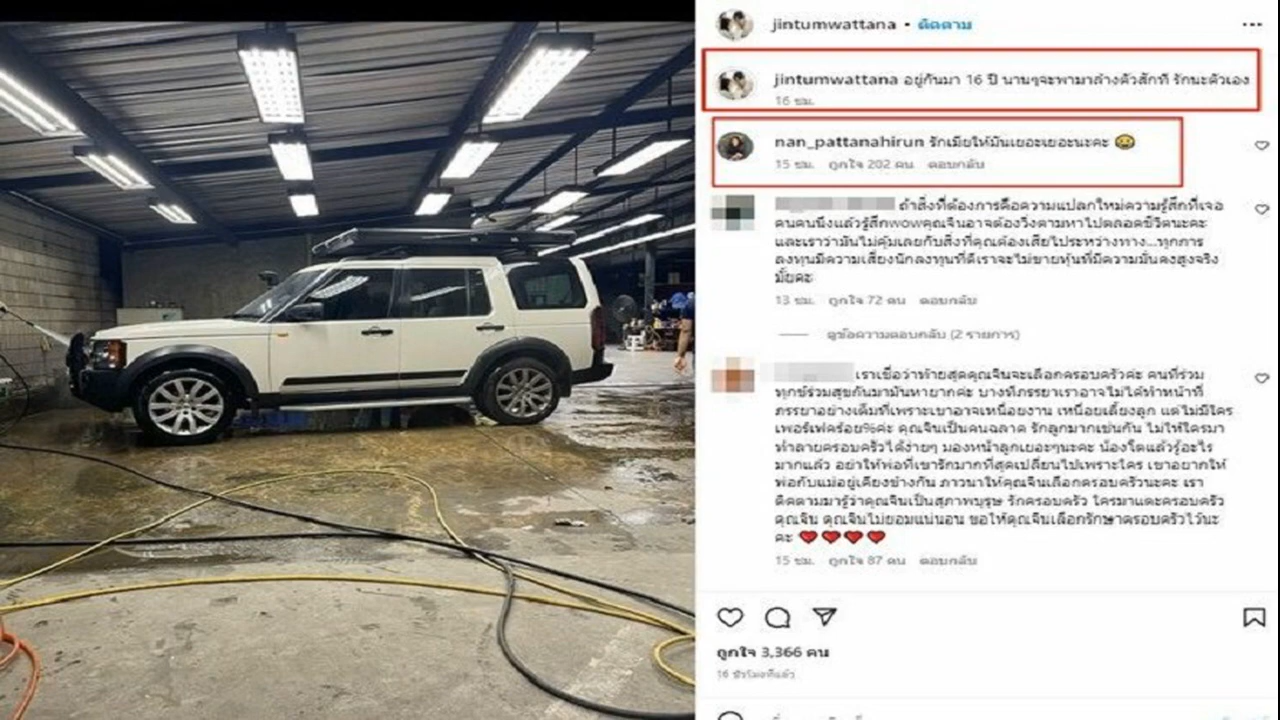 jintumwattana • ติดตาม
jintumwattana อยู่กันมา 16 ปี นานๆจะพามาล้างตัวสักที รักนะตัวเอง
16 ชม.
nan_pattanahirun รักเมียให้มันเยอะเยอะนะคะ 😂
15 ชม. ถูกใจ 202 คน ตอบกลับ
ถ้าสิ่งที่ต้องการคือความแปลกใหม่ความรู้สึกที่เจอ
คนคนนึงแล้วรู้สึกwowคุณจีนอาจต้องวิ่งตามหาไปตลอดชีวิตนะคะ
และเราว่ามันไม่คุ้มเลยกับสิ่งที่คุณต้องเสียไประหว่างทาง...ทุกการ
ลงทุนมีความเสี่ยงนักลงทุนที่ดีเราจะไม่ขายหุ้นที่มีความมั่นคงสูงจริง
มั้ยคะ
13 ชม. ถูกใจ 72 คน ตอบกลับ
ดูข้อความตอบกลับ (2 รายการ)
เราเชื่อว่าท้ายสุดคุณจีนจะเลือกครอบครัวค่ะ คนที่ร่วม
ทุกข์ร่วมสุขกันมามันหายากค่ะ บางทีภรรยาเราอาจไม่ได้ทำหน้าที่
ภรรยาอย่างเต็มที่เพราะเขาอาจเหนื่อยงาน เหนื่อยเลี้ยงลูก แต่ไม่มีใคร
เพอร์เฟคร้อย%ค่ะ คุณจีนเป็นคนฉลาด รักลูกมากเช่นกัน ไม่ให้ใครมา
ทำลายครอบครัวได้ง่ายๆ มองหน้าลูกเยอะๆนะคะ น้องโตแล้วรู้อะไร
มากแล้ว อย่าให้พ่อที่เขารักมากที่สุดเปลี่ยนไปเพราะใคร เขาอยากให้
พ่อกับแม่อยู่เคียงข้างกัน ภาวนาให้คุณจีนเลือกครอบครัวนะคะ เรา
ติดตามมารู้ว่าคุณจีนเป็นสุภาพบุรุษ รักครอบครัว ใครมาแตะครอบครัว
คุณจีน คุณจีนไม่ยอมแน่นอน ขอให้คุณจีนเลือกรักษาครอบครัวไว้นะ
คะ ❤️❤️❤️❤️
15 ชม. ถูกใจ 87 คน ตอบกลับ
ถูกใจ 3,366 คน
16 ชั่วโมงที่แล้ว